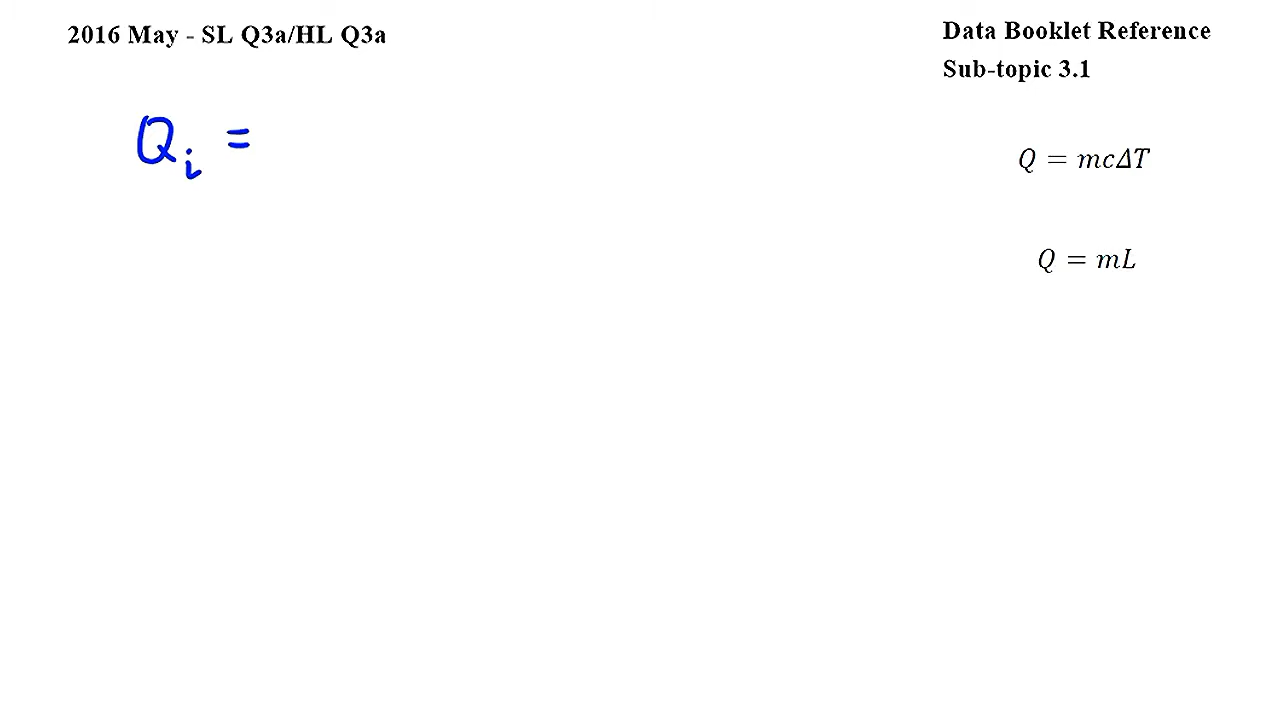 2016 May - SL Q3a/HL Q3a
Data Booklet Reference
Sub-topic 3.1
Q = mcΔT
Q = mL
Qᵢ =